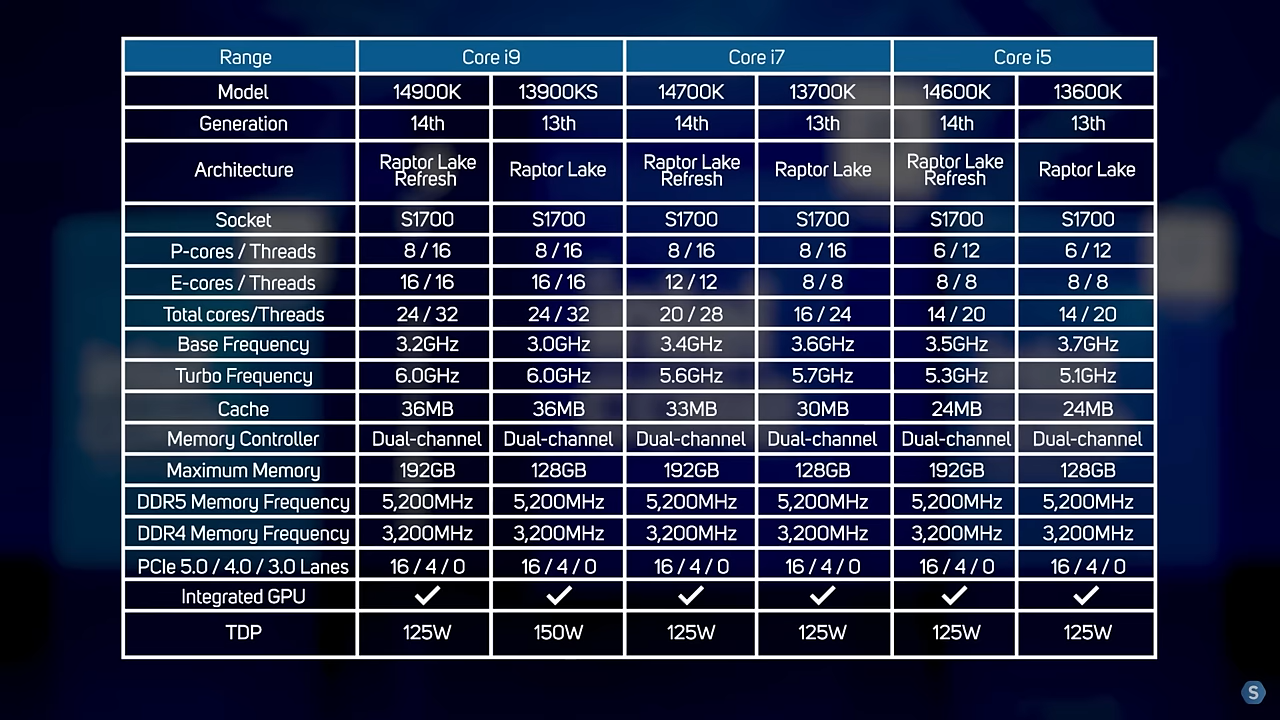 Range Core i9 Core i7 Core i5
Model 14900K 13900KS 14700K 13700K 14600K 13600K
Generation 14th 13th 14th 13th 14th 13th
Architecture Raptor Lake Refresh Raptor Lake Raptor Lake Refresh Raptor Lake Raptor Lake Refresh Raptor Lake
Socket S1700 S1700 S1700 S1700 S1700 S1700
P-cores / Threads 8 / 16 8 / 16 8 / 16 8 / 16 6 / 12 6 / 12
E-cores / Threads 16 / 16 16 / 16 12 / 12 8 / 8 8 / 8 8 / 8
Total cores/Threads 24 / 32 24 / 32 20 / 28 16 / 24 14 / 20 14 / 20
Base Frequency 3.2GHz 3.0GHz 3.4GHz 3.6GHz 3.5GHz 3.7GHz
Turbo Frequency 6.0GHz 6.0GHz 5.6GHz 5.7GHz 5.3GHz 5.1GHz
Cache 36MB 36MB 33MB 30MB 24MB 24MB
Memory Controller Dual-channel Dual-channel Dual-channel Dual-channel Dual-channel Dual-channel
Maximum Memory 192GB 128GB 192GB 128GB 192GB 128GB
DDR5 Memory Frequency 5,200MHz 5,200MHz 5,200MHz 5,200MHz 5,200MHz 5,200MHz
DDR4 Memory Frequency 3,200MHz 3,200MHz 3,200MHz 3,200MHz 3,200MHz 3,200MHz
PCIe 5.0 / 4.0 / 3.0 Lanes 16 / 4 / 0 16 / 4 / 0 16 / 4 / 0 16 / 4 / 0 16 / 4 / 0 16 / 4 / 0
Integrated GPU ✓ ✓ ✓ ✓ ✓ ✓
TDP 125W 150W 125W 125W 125W 125W
S